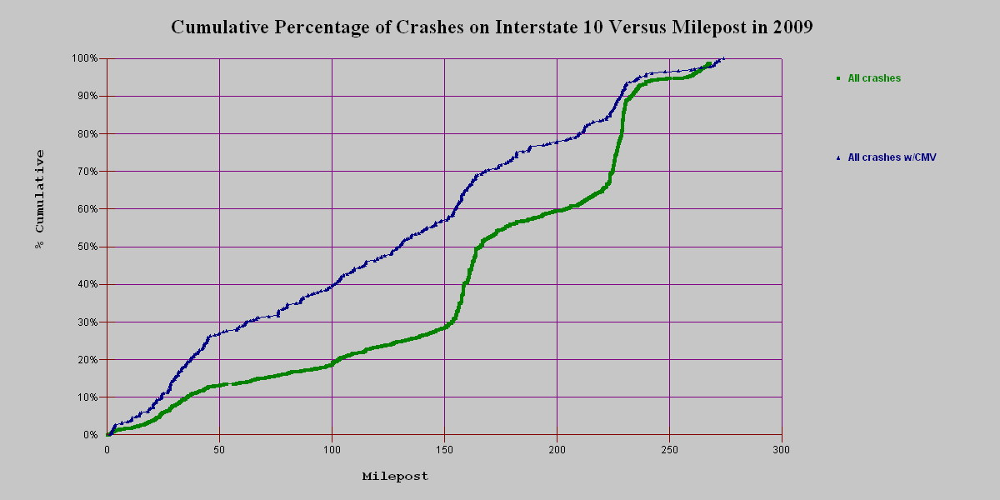 Cumulative Percentage of Crashes on Interstate 10 Versus Milepost in 2009
100%
90%
80%
70%
60%
50%
40%
30%
20%
10%
0%
% Cumulative
0 50 100 150 200 250 300
Milepost
All crashes
All crashes w/CMV